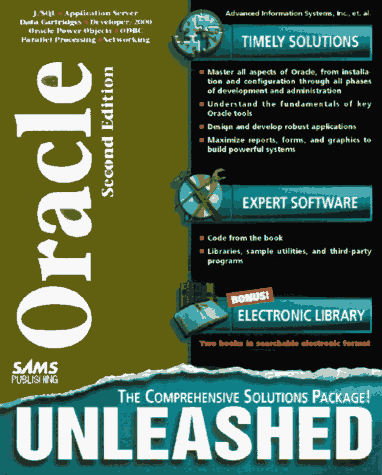 J/SQL • Application Server
Data Cartridges • Developer/2000
Oracle Power Objects • ODBC
Parallel Processing • Networking
Advanced Information Systems, Inc., et. al.
Oracle
Second Edition
TIMELY SOLUTIONS
Master all aspects of Oracle, from installa-
tion and configuration through all phases
of development and administration
Understand the fundamentals of key
Oracle tools
Design and develop robust applications
Maximize reports, forms, and graphics to
build powerful systems
EXPERT SOFTWARE
Code from the book
Libraries, sample utilities, and third-party
programs
BONUS!
ELECTRONIC LIBRARY
Two books in searchable electronic format
SAMS
PUBLISHING
THE COMPREHENSIVE SOLUTIONS PACKAGE!
UNLEASHED